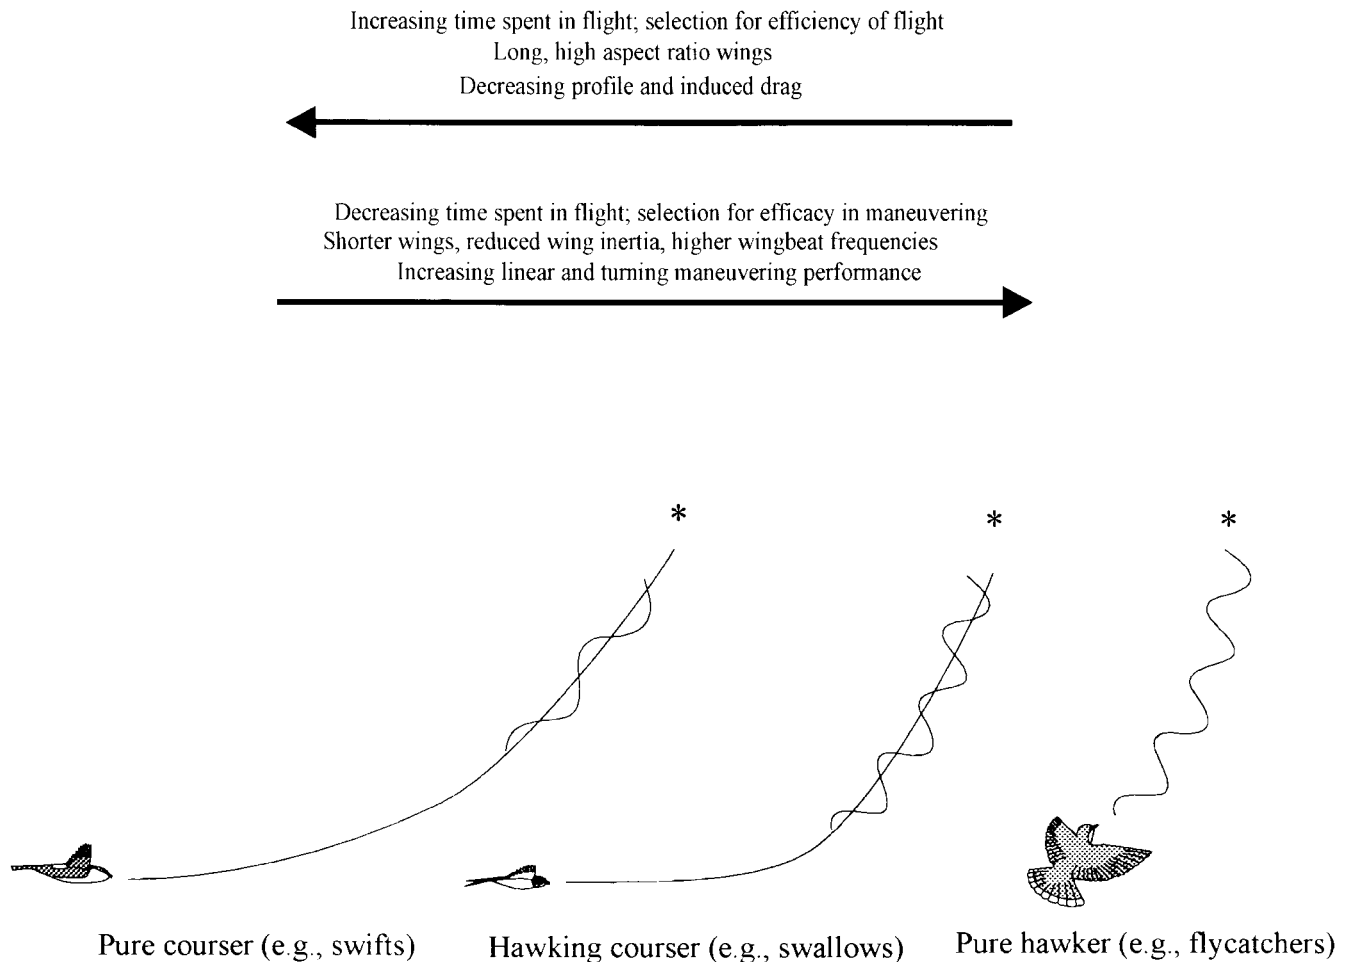 Increasing time spent in flight; selection for efficiency of flight
Long, high aspect ratio wings
Decreasing profile and induced drag
Decreasing time spent in flight; selection for efficacy in maneuvering
Shorter wings, reduced wing inertia, higher wingbeat frequencies
Increasing linear and turning maneuvering performance
* * *
Pure courser (e.g., swifts) Hawking courser (e.g., swallows) Pure hawker (e.g., flycatchers)